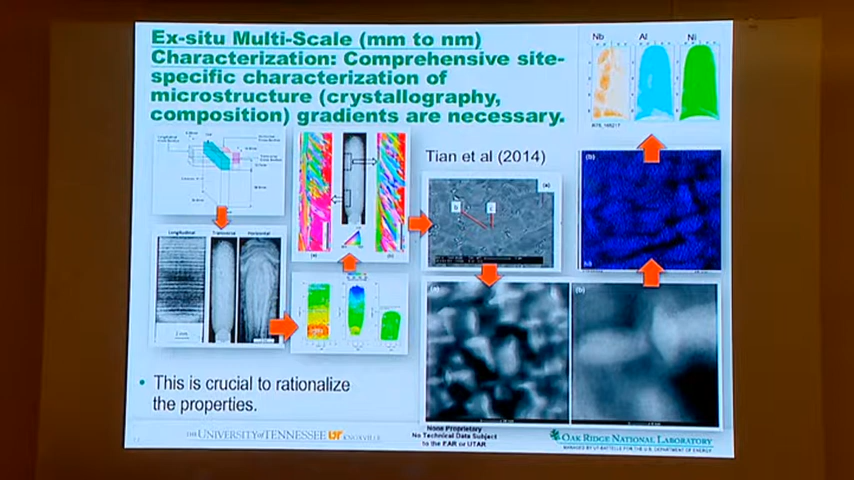 Ex-situ Multi-Scale (mm to nm)
Characterization: Comprehensive site-
specific characterization of
microstructure (crystallography,
composition) gradients are necessary.
Nb Al Ni
Tian et al (2014)
Longitudinal Transverse Horizontal
(a) (b)
(a)
(b)
(a) (b)
• This is crucial to rationalize
the properties.
THE UNIVERSITY of TENNESSEE UT KNOXVILLE
None Proprietary
No Technical Data Subject
to the FAR or UTAR
OAK RIDGE NATIONAL LABORATORY
MANAGED BY UT-BATTELLE FOR THE U.S. DEPARTMENT OF ENERGY